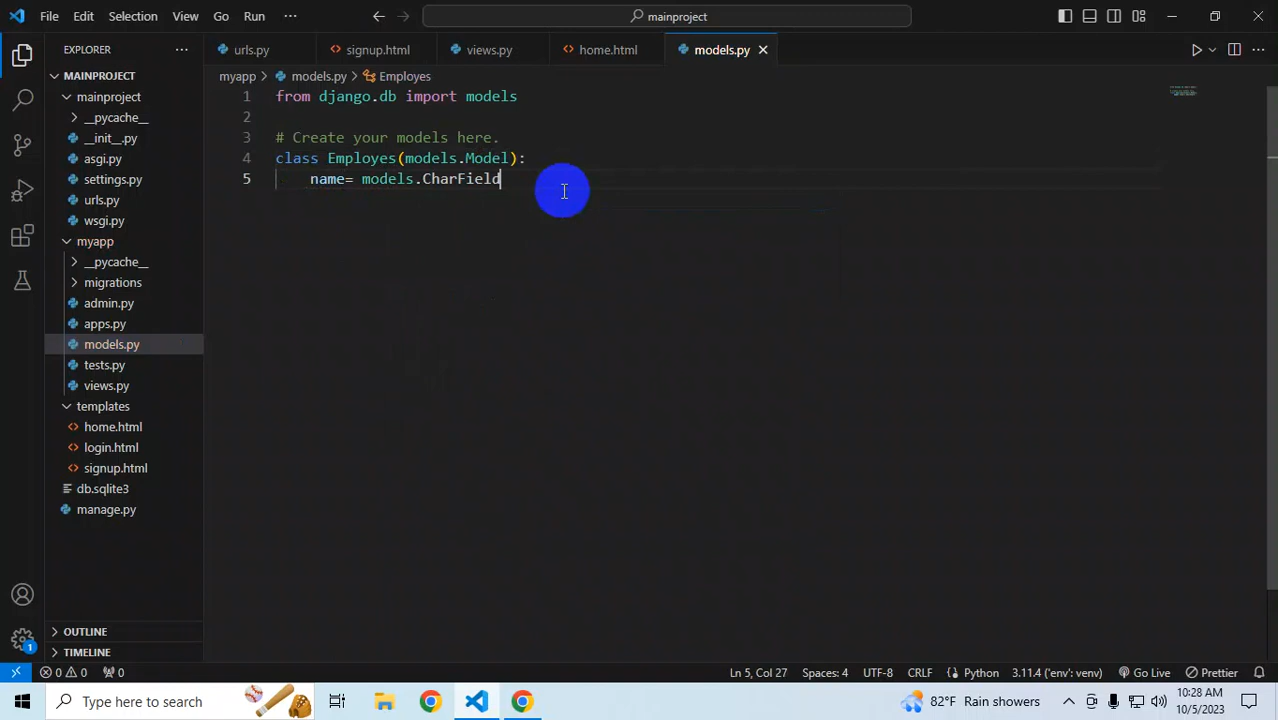 File Edit Selection View Go Run ··· mainproject
EXPLORER ···
urls.py signup.html views.py home.html models.py
MAINPROJECT
myapp > models.py > Employes
mainproject
__pycache__
__init__.py
asgi.py
settings.py
urls.py
wsgi.py
myapp
__pycache__
migrations
admin.py
apps.py
models.py
tests.py
views.py
templates
home.html
login.html
signup.html
db.sqlite3
manage.py
OUTLINE
TIMELINE
1 from django.db import models
2
3 # Create your models here.
4 class Employes(models.Model):
5 name= models.CharField
1
0 0 0 Ln 5, Col 27 Spaces: 4 UTF-8 CRLF Python 3.11.4 ('env': venv) Go Live Prettier
Type here to search 82°F Rain showers 10:28 AM
10/5/2023